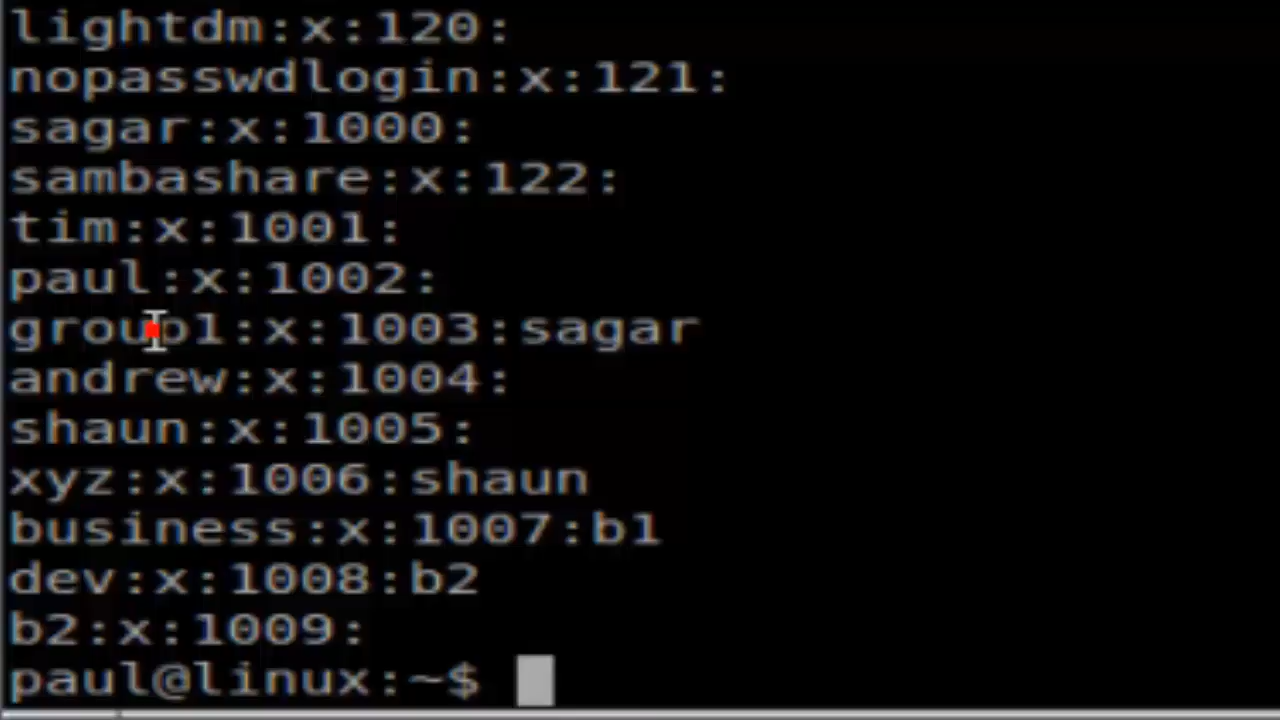 lightdm:x:120:
nopasswdlogin:x:121:
sagar:x:1000:
sambashare:x:122:
tim:x:1001:
paul:x:1002:
group1:x:1003:sagar
andrew:x:1004:
shaun:x:1005:
xyz:x:1006:shaun
business:x:1007:b1
dev:x:1008:b2
b2:x:1009:
paul@linux:~$